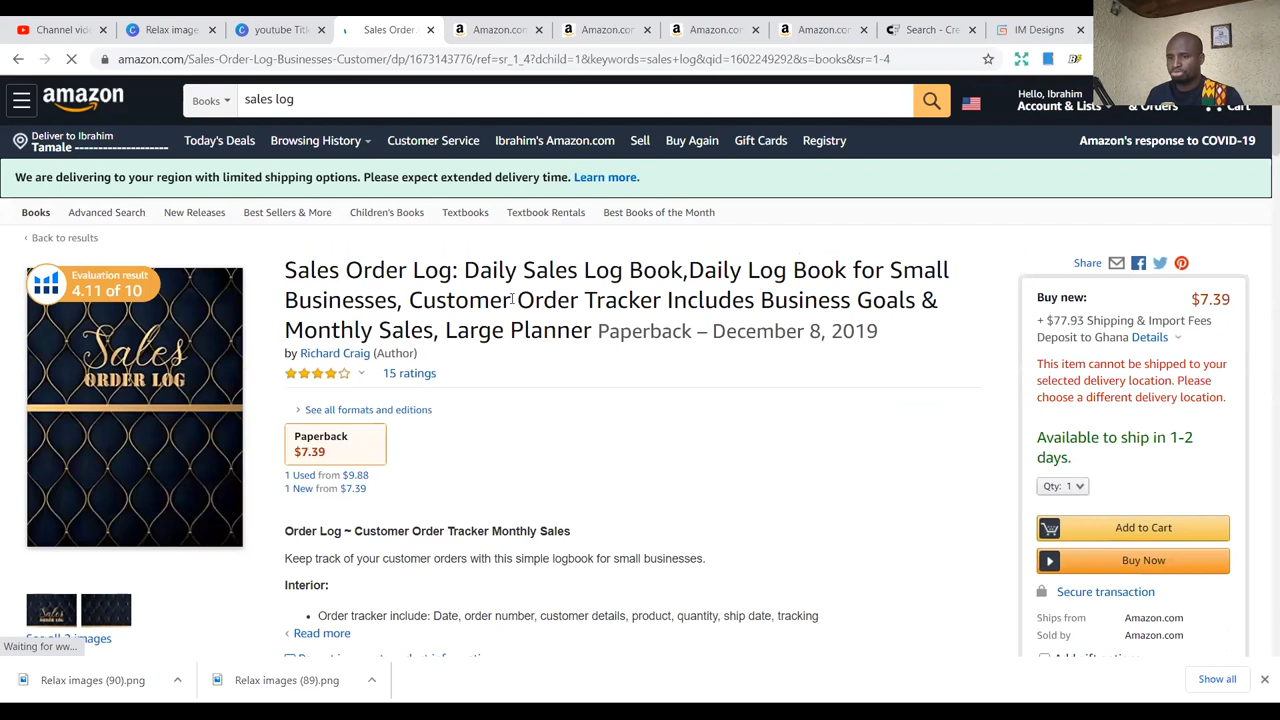 Channel vid
Relax image
youtube Title
Sales Order.
Amazon.co
Amazon.co
Amazon.co
Amazon.co
Search - Cre
IM Designs
amazon.com/Sales-Order-Log-Business-Customer/dp/1673143776/ref=sr_1_4?dchild=1&keywords=sales+log&qid=1602249292&s=books&sr=1-4
amazon
Books
sales log
Hello, Ibrahim
Account & Lists
& Orders
Cart
Deliver to Ibrahim
Tamale
Today's Deals
Browsing History
Customer Service
Ibrahim's Amazon.com
Sell
Buy Again
Gift Cards
Registry
Amazon's response to COVID-19
We are delivering to your region with limited shipping options. Please expect extended delivery time. Learn more.
Books
Advanced Search
New Releases
Best Sellers & More
Children's Books
Textbooks
Textbook Rentals
Best Books of the Month
‹ Back to results
Evaluation result
4.11 of 10
Sales
ORDER LOG
See all 2 images
Sales Order Log: Daily Sales Log Book,Daily Log Book for Small
Businesses, Customer Order Tracker Includes Business Goals &
Monthly Sales, Large Planner Paperback – December 8, 2019
by Richard Craig (Author)
15 ratings
› See all formats and editions
Paperback
$7.39
1 Used from $9.88
1 New from $7.39
Order Log ~ Customer Order Tracker Monthly Sales
Keep track of your customer orders with this simple logbook for small businesses.
Interior:
• Order tracker include: Date, order number, customer details, product, quantity, ship date, tracking
‹ Read more
Share
Buy new:
$7.39
+ $77.93 Shipping & Import Fees
Deposit to Ghana Details
This item cannot be shipped to your
selected delivery location. Please
choose a different delivery location.
Available to ship in 1-2
days.
Qty: 1
Add to Cart
Buy Now
Secure transaction
Ships from Amazon.com
Sold by Amazon.com
Waiting for ww...
Relax images (90).png
Relax images (89).png
Show all